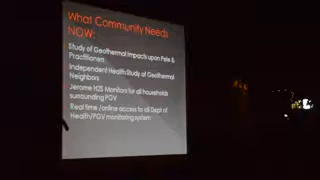 What Community Needs
NOW:
Study of Geothermal Impacts upon Pele &
Practitioners
Independent Health Study of Geothermal
Neighbors
Jerome H2S Monitors for all households
surrounding PGV
Real time /online access to all Dept of
Health/PGV monitoring system